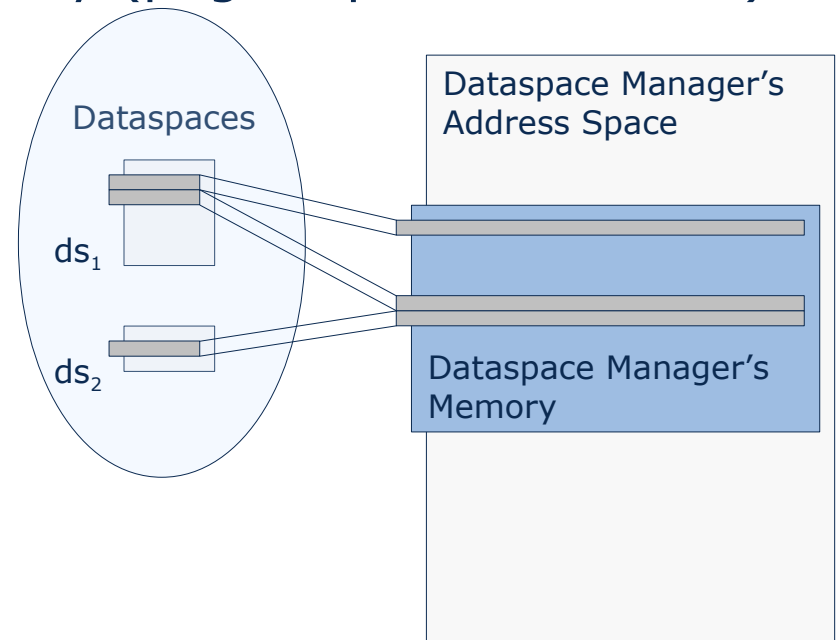 Dataspaces
ds1
ds2
Dataspace Manager's
Address Space
Dataspace Manager's
Memory